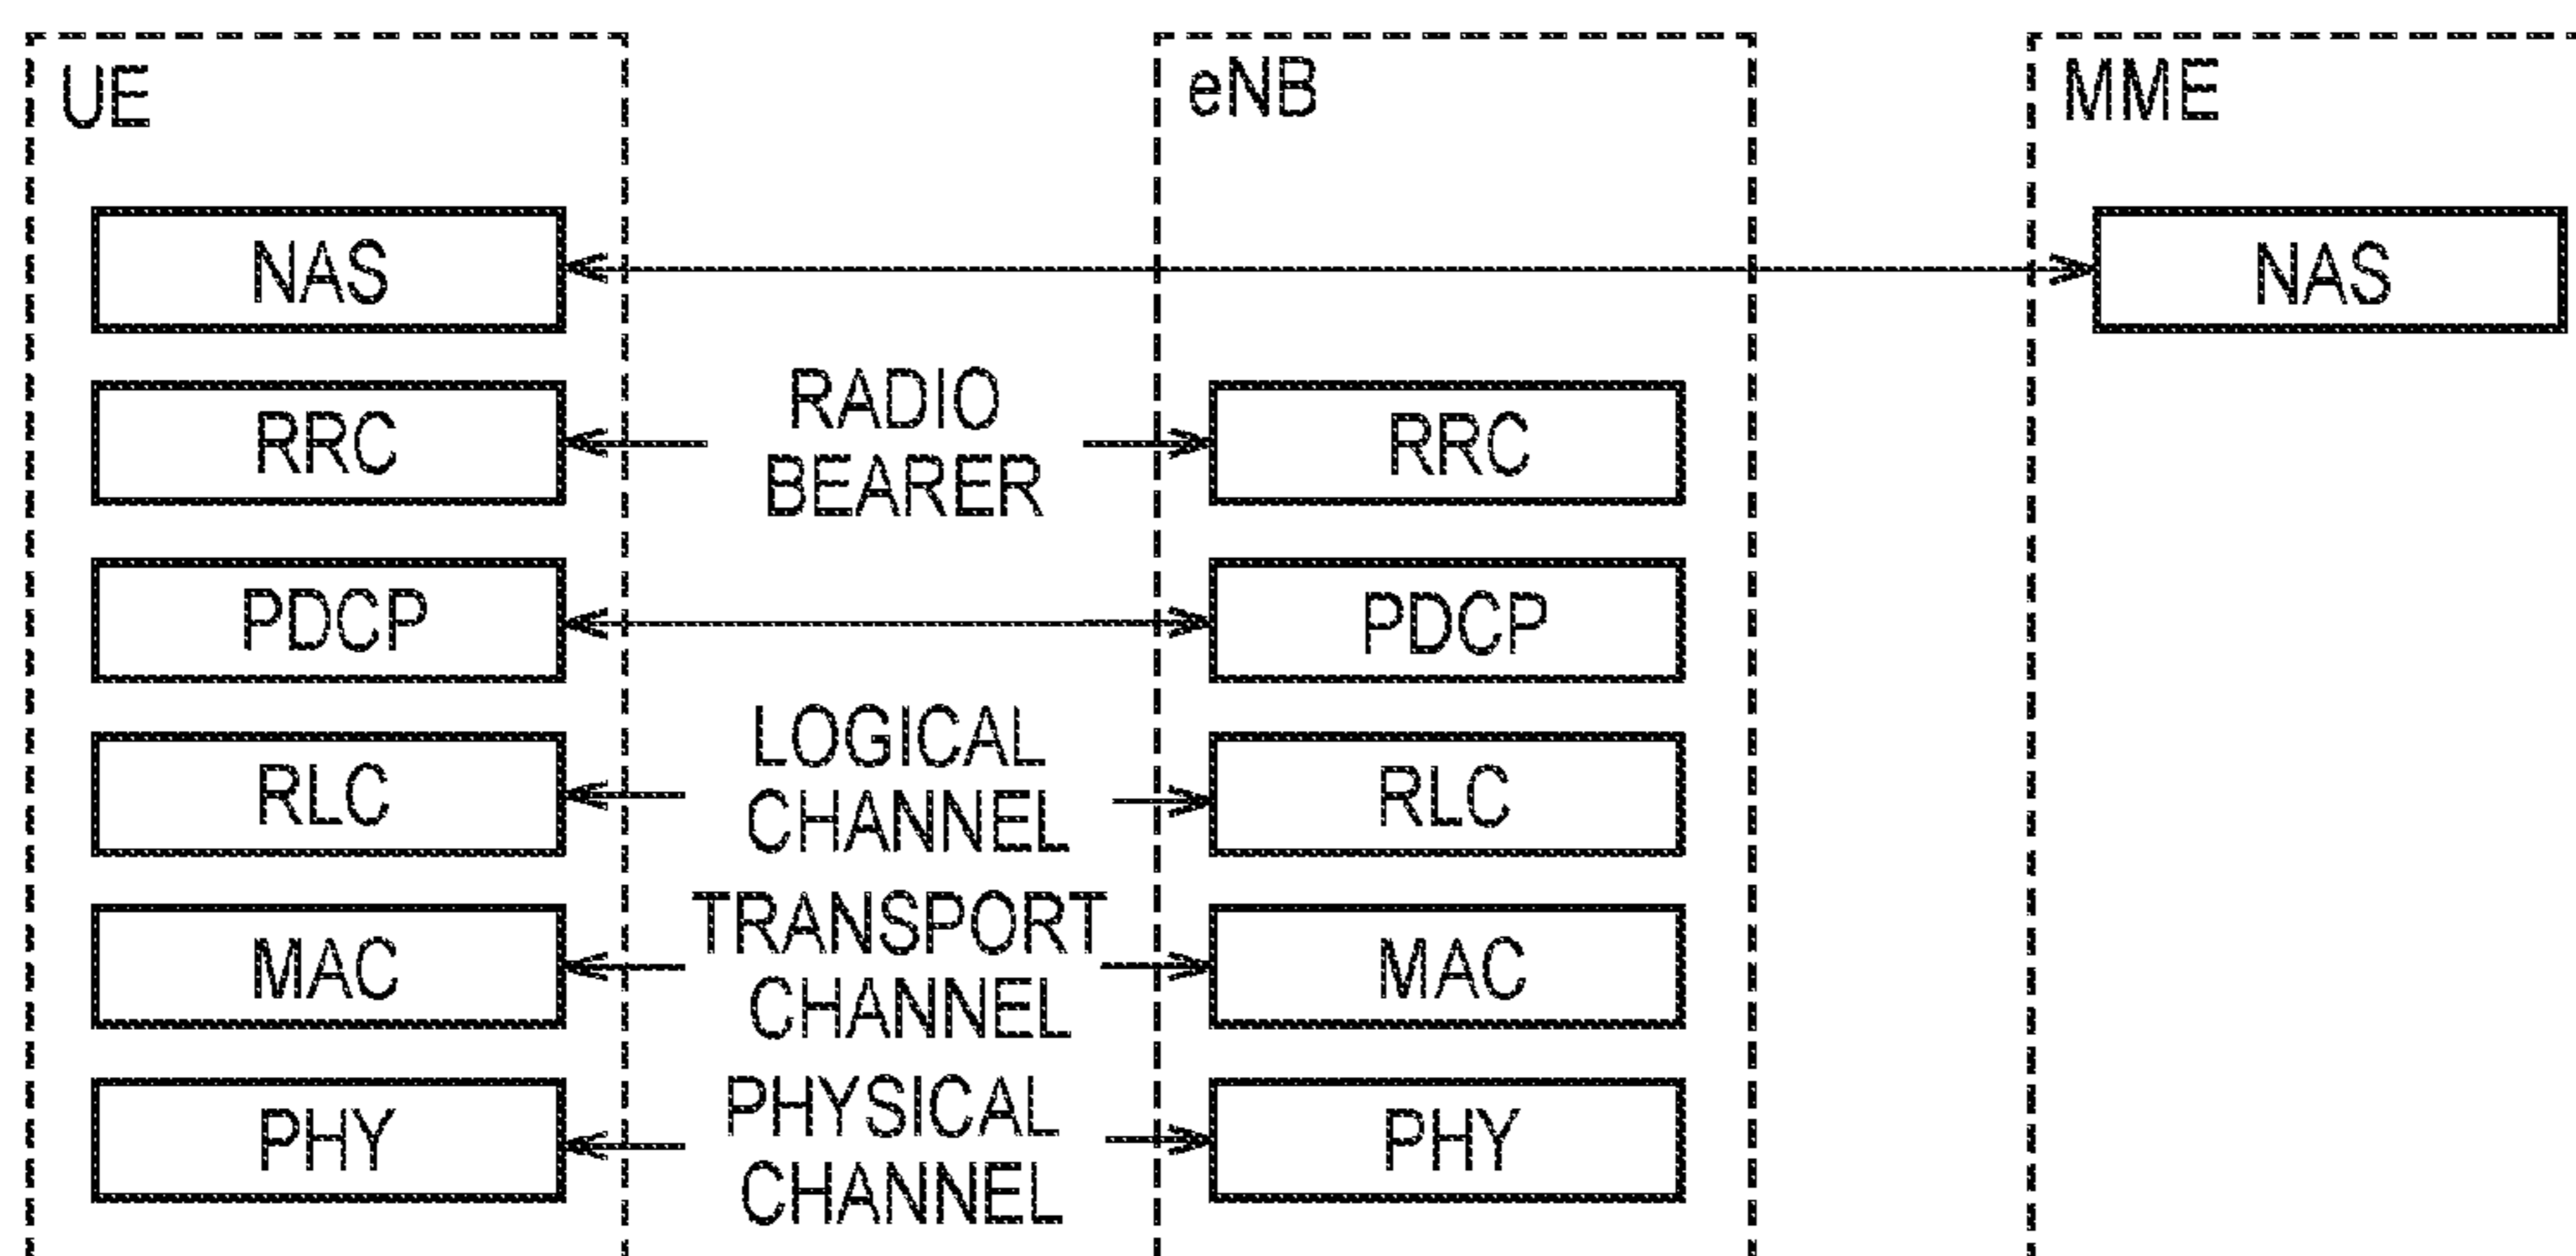 UE
eNB
MME
NAS
NAS
RRC
RADIO
BEARER
RRC
PDCP
PDCP
RLC
LOGICAL
CHANNEL
RLC
MAC
TRANSPORT
CHANNEL
MAC
PHY
PHYSICAL
CHANNEL
PHY